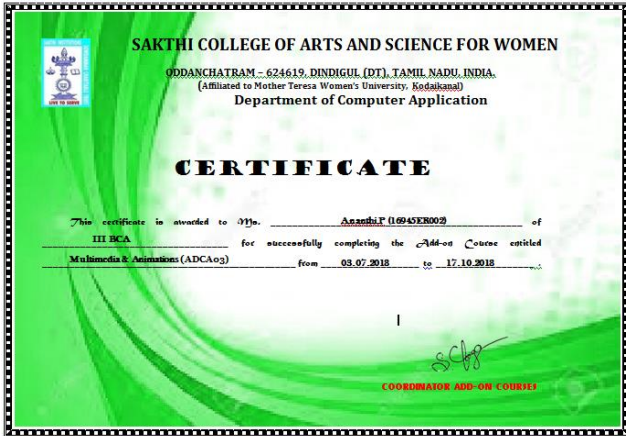 SAKTHI COLLEGE OF ARTS AND SCIENCE FOR WOMEN
ODDANCHATRAM – 624619, DINDIGUL (DT), TAMIL NADU, INDIA.
(Affiliated to Mother Teresa Women's University, Kodaikanal)
Department of Computer Application
CERTIFICATE
This certificate is awarded to Ms. Ananthi.P (16945ER002) of
III BCA for successfully completing the Add-on Course entitled
Multimedia & Animations (ADCA03) from 03.07.2018 to 17.10.2018 .
COORDINATOR ADD-ON COURSES
LIVE TO SERVE